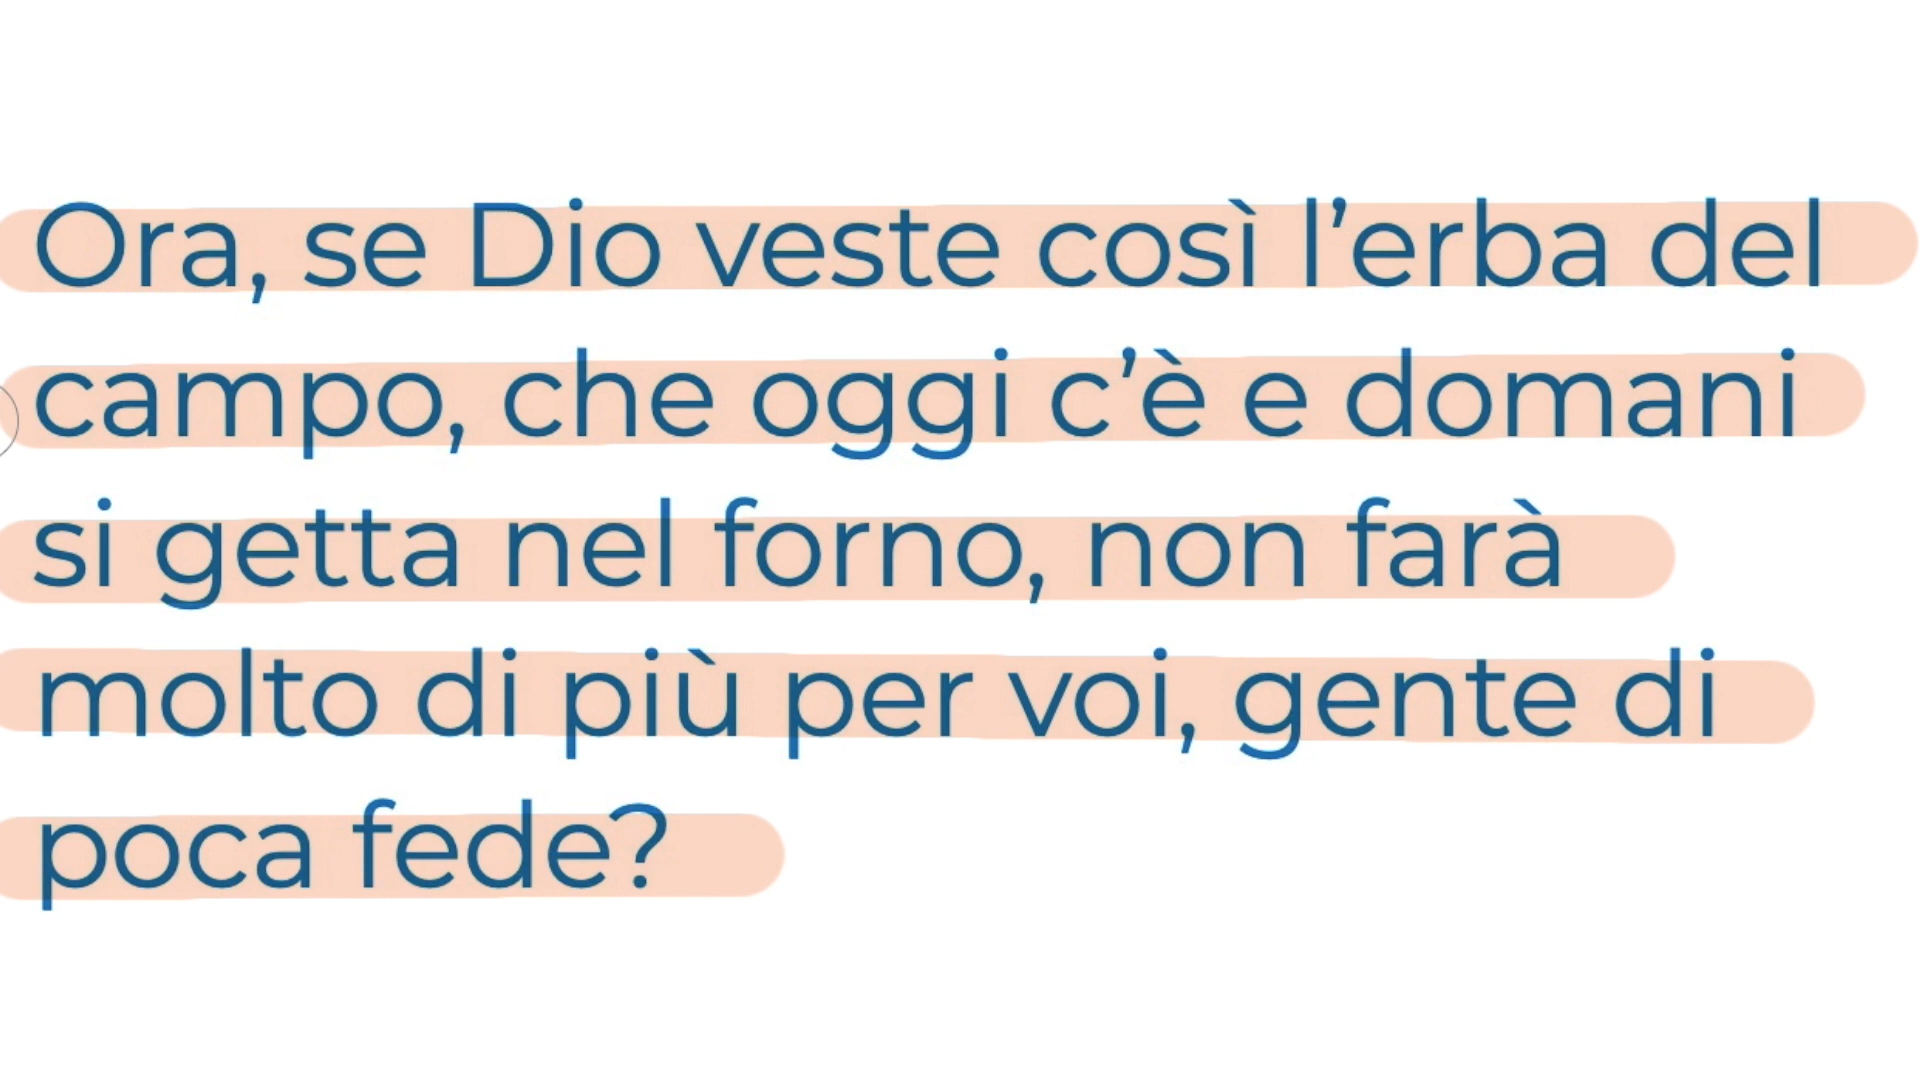 Ora, se Dio veste così l’erba del
campo, che oggi c’è e domani
si getta nel forno, non farà
molto di più per voi, gente di
poca fede?